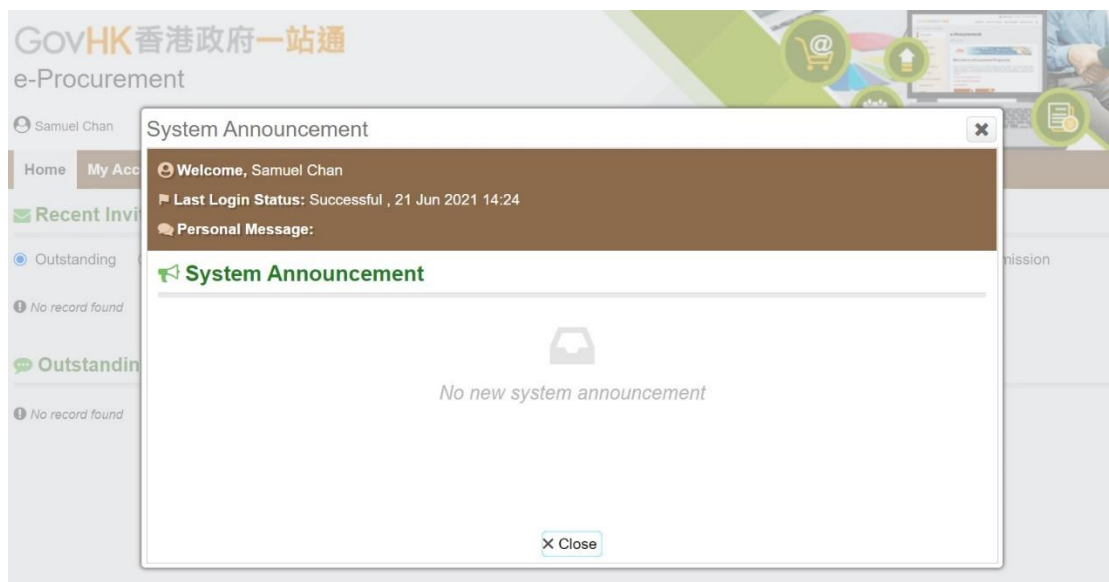 GovHK香港政府一站通
e-Procurement
Samuel Chan
Home My Acc
Recent Invi
Outstanding
mission
No record found
Outstandin
No record found
System Announcement
Welcome, Samuel Chan
Last Login Status: Successful , 21 Jun 2021 14:24
Personal Message:
System Announcement
No new system announcement
Close